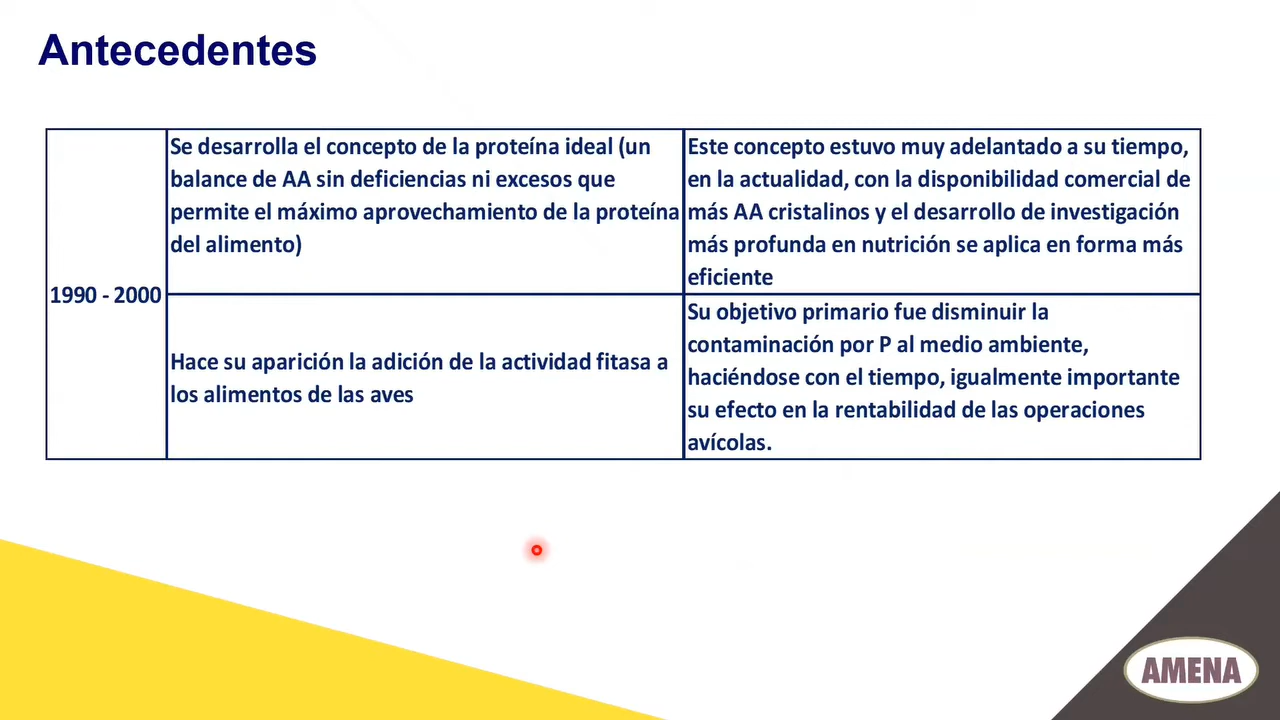 Antecedentes
1990 - 2000
Se desarrolla el concepto de la proteína ideal (un
balance de AA sin deficiencias ni excesos que
permite el máximo aprovechamiento de la proteína
del alimento)
Este concepto estuvo muy adelantado a su tiempo,
en la actualidad, con la disponibilidad comercial de
más AA cristalinos y el desarrollo de investigación
más profunda en nutrición se aplica en forma más
eficiente
Hace su aparición la adición de la actividad fitasa a
los alimentos de las aves
Su objetivo primario fue disminuir la
contaminación por P al medio ambiente,
haciéndose con el tiempo, igualmente importante
su efecto en la rentabilidad de las operaciones
avícolas.
AMENA